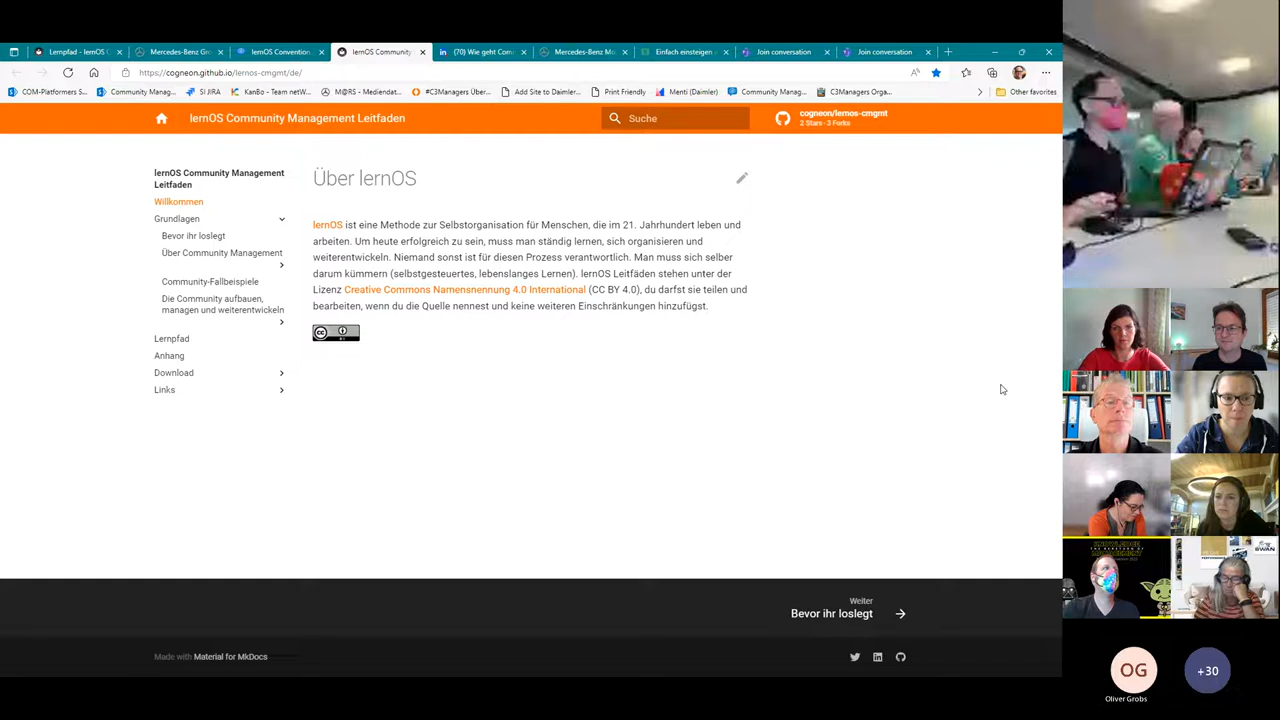 Lernpfad - lernOS C
Mercedes-Benz Gr
lernOS Convention
lernOS Community
(70) Wie geht Com
Mercedes-Benz Mo
Einfach einsteigen
Join conversation
Join conversation
https://cogneon.github.io/lernos-cmgmt/de/
COM-Platformers S...
Community Manag...
SI JIRA
KanBo - Team netW...
M@RS - Mediendat...
#C3Managers Über...
Add Site to Daimler...
Print Friendly
Menti (Daimler)
Community Manag...
C3Managers Organ...
Other favorites
lernOS Community Management Leitfaden
Suche
cogneon/lernos-cmgmt
2 Stars · 3 Forks
lernOS Community Management
Leitfaden
Willkommen
Grundlagen
Bevor ihr loslegt
Über Community Management
Community-Fallbeispiele
Die Community aufbauen,
managen und weiterentwickeln
Lernpfad
Anhang
Download
Links
Über lernOS
lernOS ist eine Methode zur Selbstorganisation für Menschen, die im 21. Jahrhundert leben und
arbeiten. Um heute erfolgreich zu sein, muss man ständig lernen, sich organisieren und
weiterentwickeln. Niemand sonst ist für diesen Prozess verantwortlich. Man muss sich selber
darum kümmern (selbstgesteuertes, lebenslanges Lernen). lernOS Leitfäden stehen unter der
Lizenz Creative Commons Namensnennung 4.0 International (CC BY 4.0), du darfst sie teilen und
bearbeiten, wenn du die Quelle nennest und keine weiteren Einschränkungen hinzufügst.
CC
BY
Weiter
Bevor ihr loslegt
Made with Material for MkDocs
KNOWLEDGE
MANAGEMENT
BWAN
OG
+30
Oliver Grobs